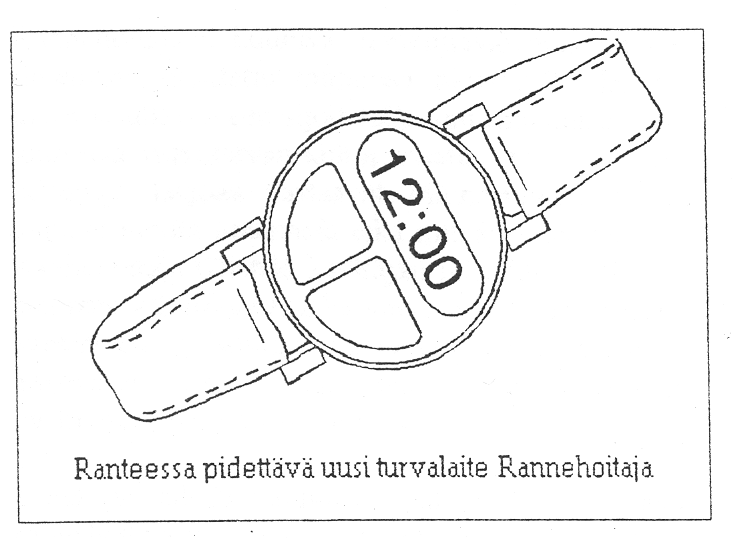 12:00
Ranteessa pidettävä uusi turvalaite Rannehoitaja